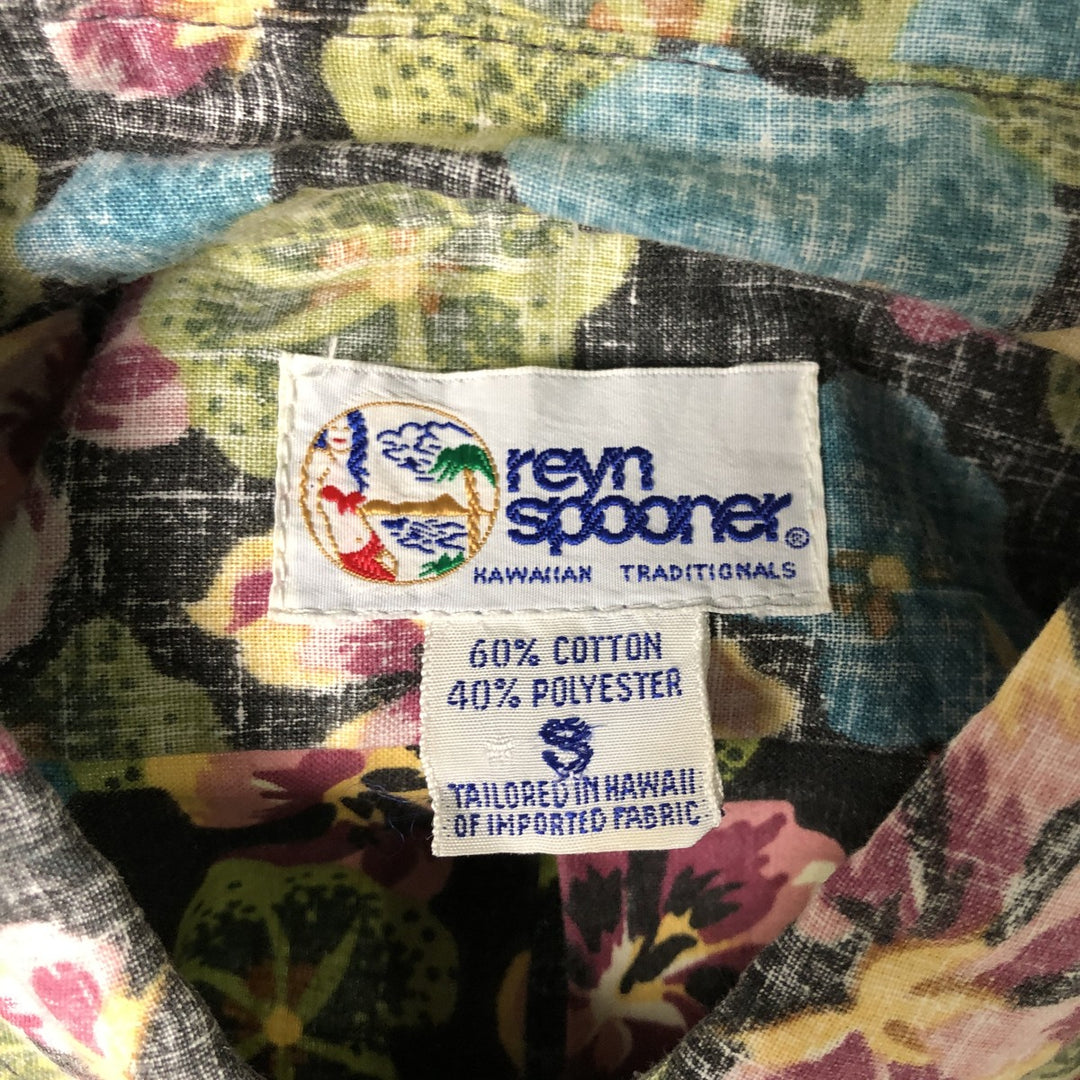 reyn
spooner®
HAWAIIAN TRADITIONALS
60% COTTON
40% POLYESTER
S
TAILORED IN HAWAII
OF IMPORTED FABRIC